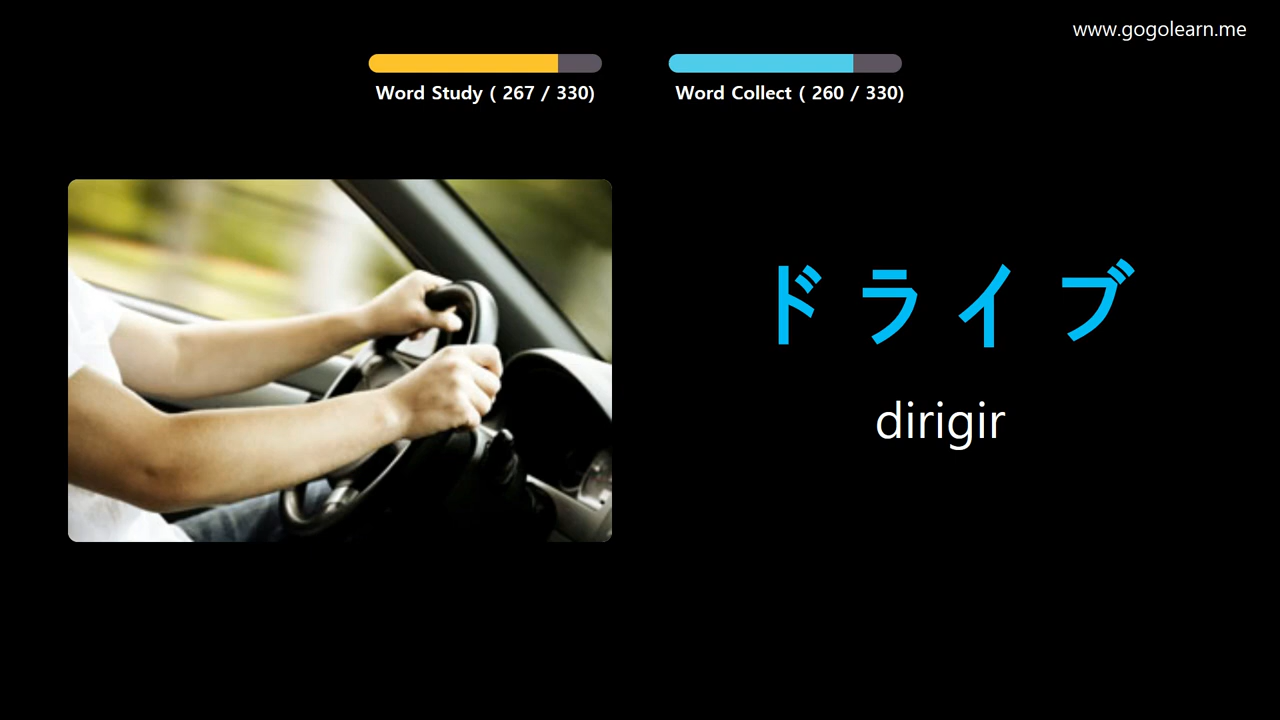 www.gogolearn.me
Word Study ( 267 / 330)
Word Collect ( 260 / 330)
ドライブ
dirigir